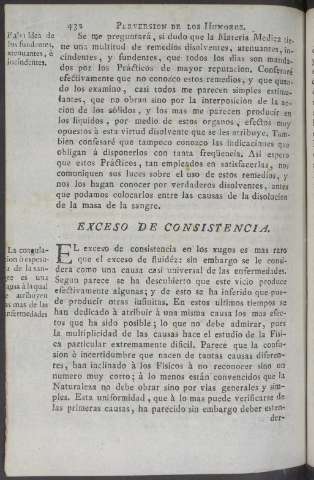 432 PERVERSION DE LOS HUMORES.
Falsa idea de
los fundentes,
atenuantes, é
incindentes.
Se me preguntará, si dudo que la Materia Medica tie-
ne una multitud de remedios disolventes, atenuantes, in-
cindentes, y fundentes, que todos los dias son manda-
dos por los Prácticos de mayor reputacion. Confesaré
efectivamente que no conozco estos remedios, y que quan-
do los examino, casi todos me parecen simples estimu-
lantes, que no obran sino por la interposicion de la ac-
cion de los sólidos, y los mas me parecen producir en
los líquidos, por medio de estos organos, efectos muy
opuestos à esta virtud disolvente que se les atribuye. Tam-
bien confesaré que tampoco conozco las indicaciones que
obligan à disponerlos con tanta freqüencia. Asi espero
que estos Prácticos, tan empleados en satisfacerlas, nos
comuniquen sus luces sobre el uso de estos remedios, y
nos los hagan conocer por verdaderos disolventes, antes
que podamos colocarlos entre las causas de la disolucion
de la masa de la sangre.
EXCESO DE CONSISTENCIA.
La coagula-
cion ò espesu-
ra de la san-
gre es una
causa à la qual
se atribuyen
las mas de las
enfermedades
EL exceso de consistencia en los xugos es mas raro
que el exceso de fluidéz: sin embargo se le consi-
dera como una causa casi universal de las enfermedades.
Segun parece se ha descubierto que este vicio produce
efectivamente algunas; y de esto se ha inferido que pue-
de producir otras infinitas. En estos ultimos tiempos se
han dedicado à atribuir à una misma causa los mas efec-
tos que ha sido posible; lo que no debe admirar, pues
la multiplicidad de las causas hace el estudio de la Fisi-
ca particular extremamente dificil. Parece que la confu-
sion è incertidumbre que nacen de tantas causas diferen-
tes, han inclinado à los Fisicos à no reconocer sino un
numero muy corto; à lo menos están convencidos que la
Naturaleza no debe obrar sino por vias generales y sim-
ples. Esta uniformidad, que à lo mas puede verificarse de
las primeras causas, ha parecido sin embargo deber esten-
der-